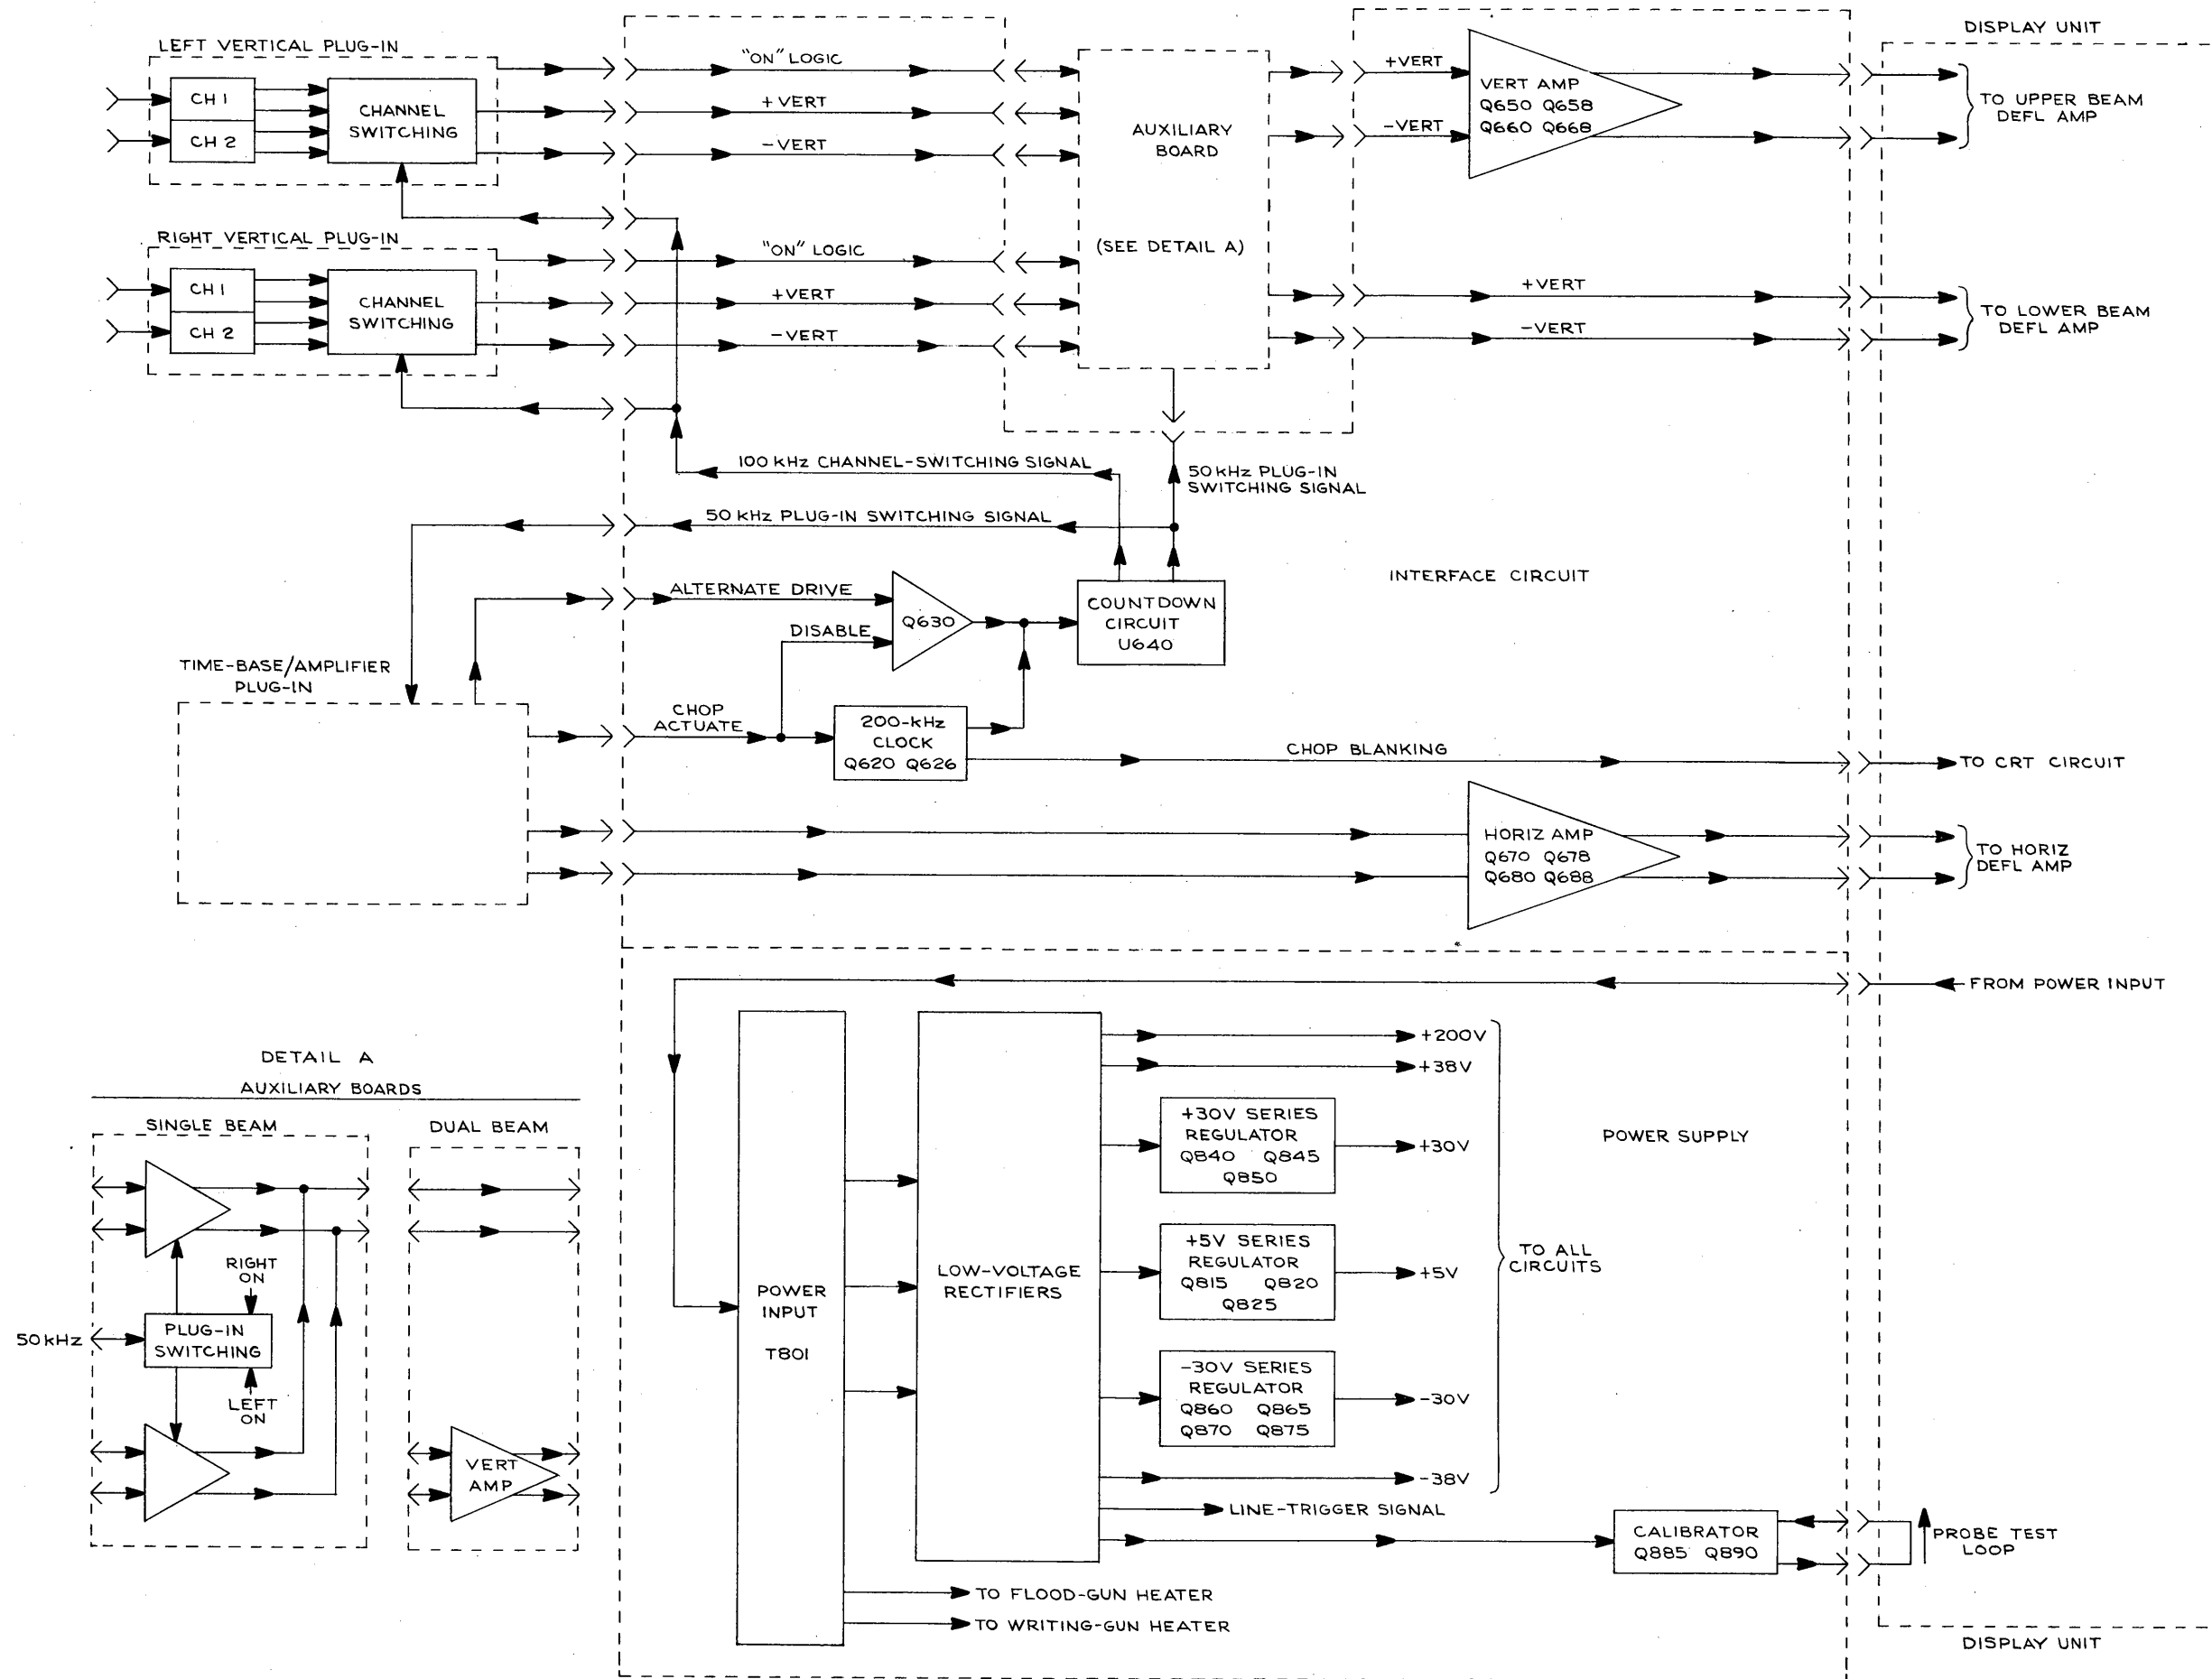 DISPLAY UNIT
LEFT VERTICAL PLUG-IN
CH 1
CH 2
CHANNEL
SWITCHING
"ON" LOGIC
+VERT
-VERT
AUXILIARY
BOARD
(SEE DETAIL A)
+VERT
-VERT
VERT AMP
Q650 Q658
Q660 Q668
TO UPPER BEAM
DEFL AMP
RIGHT VERTICAL PLUG-IN
CH 1
CH 2
CHANNEL
SWITCHING
"ON" LOGIC
+VERT
-VERT
+VERT
-VERT
TO LOWER BEAM
DEFL AMP
100 kHz CHANNEL-SWITCHING SIGNAL
50 kHz PLUG-IN
SWITCHING SIGNAL
50 kHz PLUG-IN SWITCHING SIGNAL
INTERFACE CIRCUIT
ALTERNATE DRIVE
DISABLE
Q630
COUNTDOWN
CIRCUIT
U640
TIME-BASE/AMPLIFIER
PLUG-IN
CHOP
ACTUATE
200-kHz
CLOCK
Q620 Q626
CHOP BLANKING
TO CRT CIRCUIT
HORIZ AMP
Q670 Q678
Q680 Q688
TO HORIZ
DEFL AMP
FROM POWER INPUT
POWER
INPUT
T801
LOW-VOLTAGE
RECTIFIERS
+200V
+38V
+30V SERIES
REGULATOR
Q840 Q845
Q850
+30V
+5V SERIES
REGULATOR
Q815 Q820
Q825
+5V
-30V SERIES
REGULATOR
Q860 Q865
Q870 Q875
-30V
-38V
TO ALL
CIRCUITS
POWER SUPPLY
LINE-TRIGGER SIGNAL
CALIBRATOR
Q885 Q890
PROBE TEST
LOOP
TO FLOOD-GUN HEATER
TO WRITING-GUN HEATER
DISPLAY UNIT
DETAIL A
AUXILIARY BOARDS
SINGLE BEAM
DUAL BEAM
RIGHT
ON
50 kHz
PLUG-IN
SWITCHING
LEFT
ON
VERT
AMP